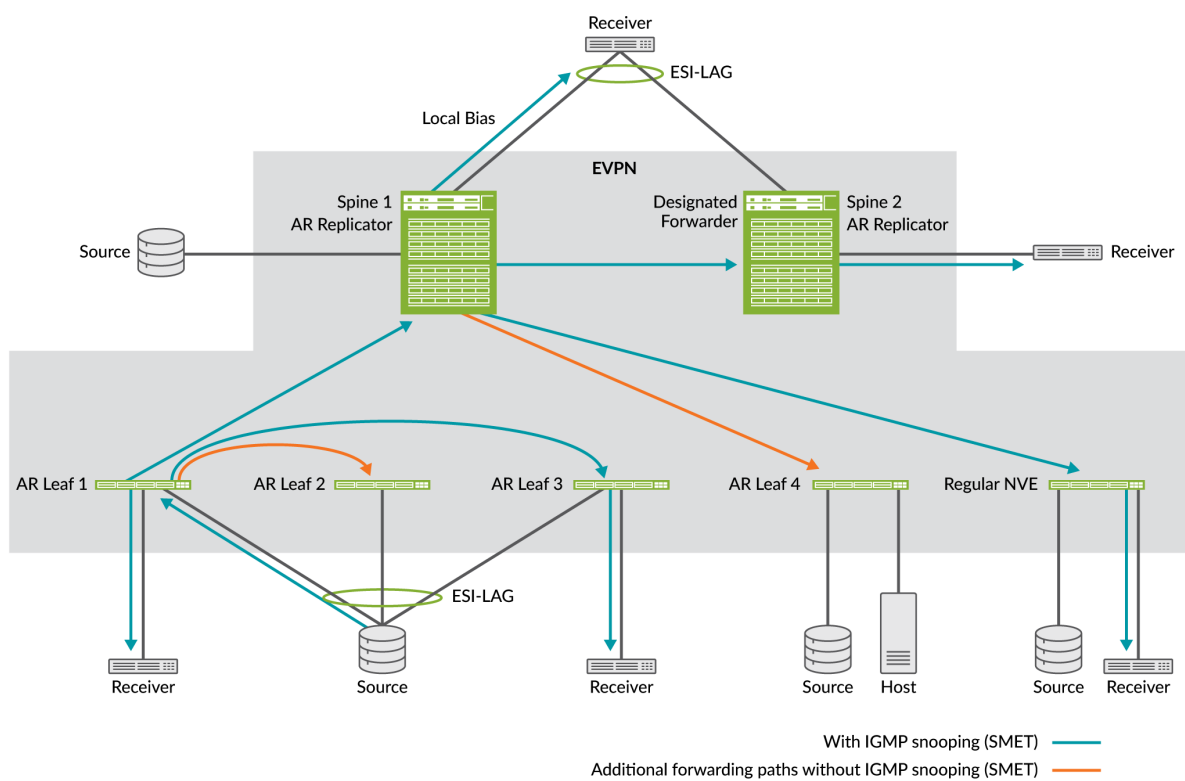 Receiver
ESI-LAG
Local Bias
EVPN
Spine 1
AR Replicator
Designated
Forwarder
Spine 2
AR Replicator
Source
Receiver
AR Leaf 1
AR Leaf 2
AR Leaf 3
AR Leaf 4
Regular NVE
ESI-LAG
Receiver
Source
Receiver
Source
Host
Source
Receiver
With IGMP snooping (SMET)
Additional forwarding paths without IGMP snooping (SMET)